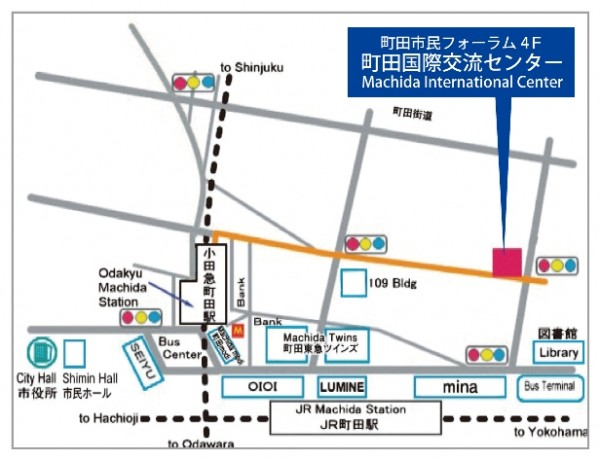 町田市民フォーラム 4F
町田国際交流センター
Machida International Center
to Shinjuku
町田街道
小田急町田駅
Odakyu
Machida
Station
Bank
109 Bldg
Bus
Center
M
Bank
Machida Twins
町田東急ツインズ
図書館
Library
City Hall
市役所
Shimin Hall
市民ホール
SEIYU
OIOI
LUMINE
mina
Bus Terminal
to Hachioji
JR Machida Station
JR町田駅
to Yokohama
to Odawara